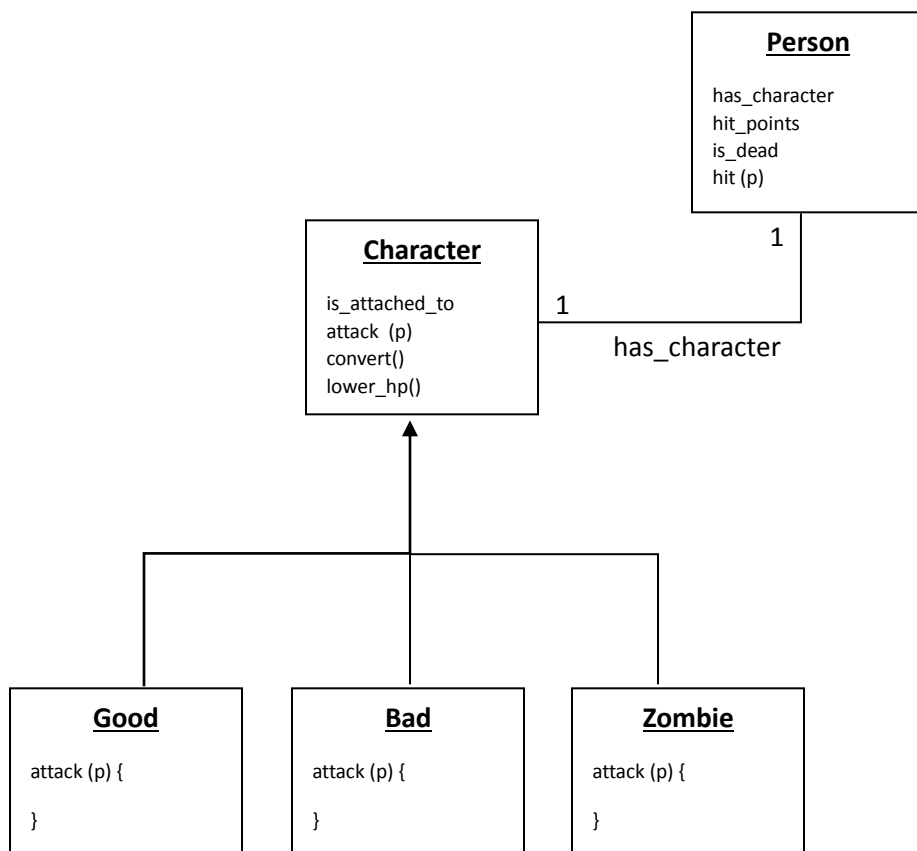 Person
has_character
hit_points
is_dead
hit (p)
1
Character
is_attached_to
attack  (p)
convert()
lower_hp()
1
has_character
Good
attack (p) {
}
Bad
attack (p) {
}
Zombie
attack (p) {
}